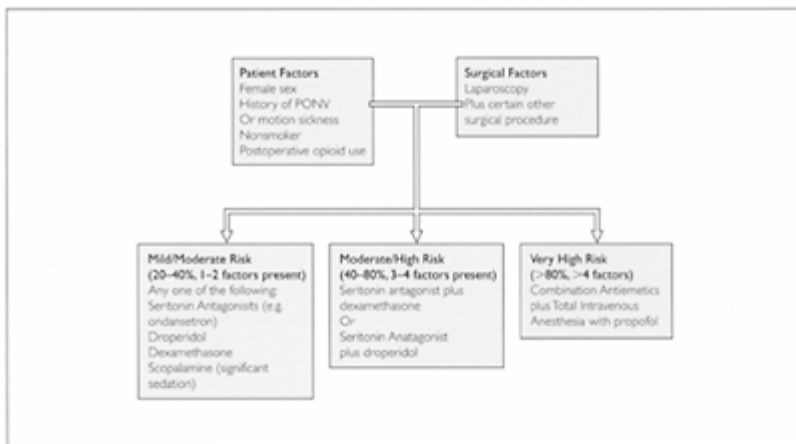 Patient Factors
Female sex
History of PONV
Or motion sickness
Nonsmoker
Postoperative opioid use
Surgical Factors
Laparoscopy
Plus certain other
surgical procedure
Mild/Moderate Risk
(20–40%, 1–2 factors present)
Any one of the following:
Seritonin Antagonisits (e.g.
ondansetron)
Droperidol
Dexamethasone
Scopalamine (significant
sedation)
Moderate/High Risk
(40–80%, 3–4 factors present)
Seritonin antagonist plus
dexamethasone
Or
Seritonin Anatagonist
plus droperidol
Very High Risk
(>80%, >4 factors)
Combination Antiemetics
plus Total Intravenous
Anesthesia with propofol